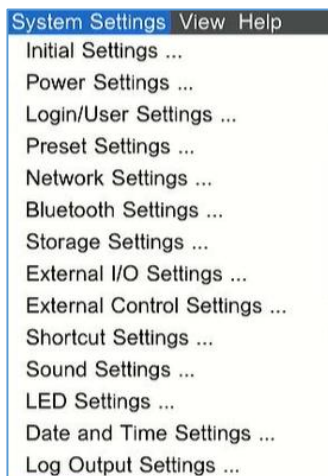 System Settings View Help
Initial Settings ...
Power Settings ...
Login/User Settings ...
Preset Settings ...
Network Settings ...
Bluetooth Settings ...
Storage Settings ...
External I/O Settings ...
External Control Settings ...
Shortcut Settings ...
Sound Settings ...
LED Settings ...
Date and Time Settings ...
Log Output Settings ...